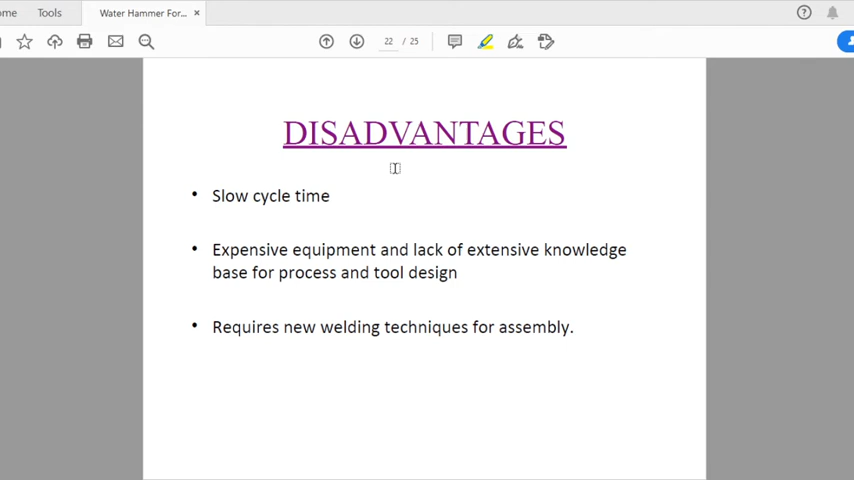 ome Tools Water Hammer For... ×
22 / 25
DISADVANTAGES
• Slow cycle time
• Expensive equipment and lack of extensive knowledge
base for process and tool design
• Requires new welding techniques for assembly.